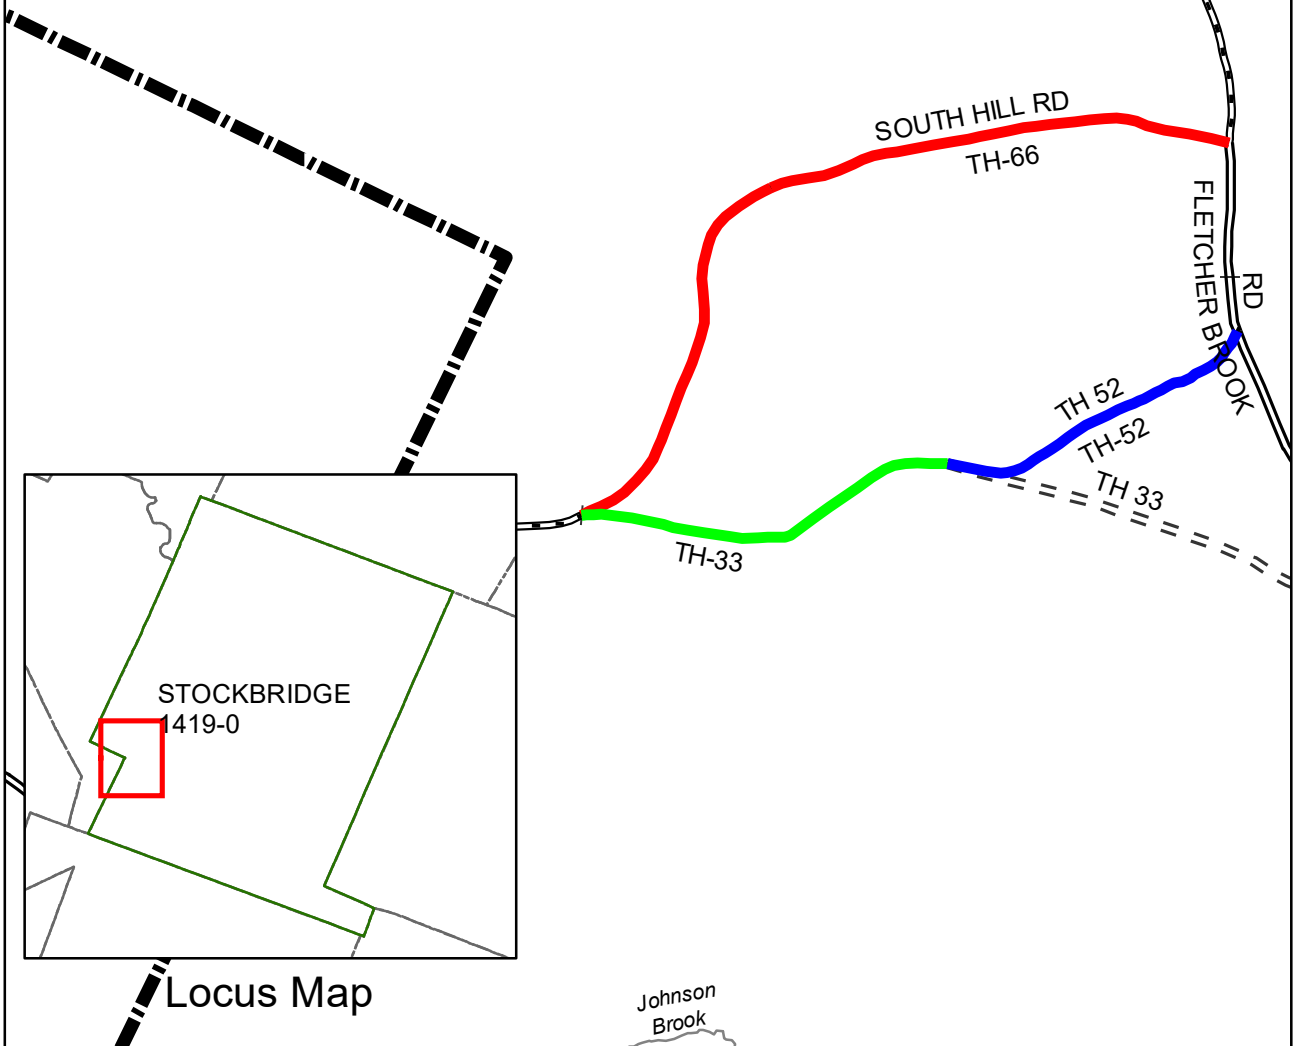 SOUTH HILL RD
TH-66
FLETCHER BROOK
RD
TH 52
TH-52
TH 33
TH-33
STOCKBRIDGE
1419-0
Locus Map
Johnson
Brook